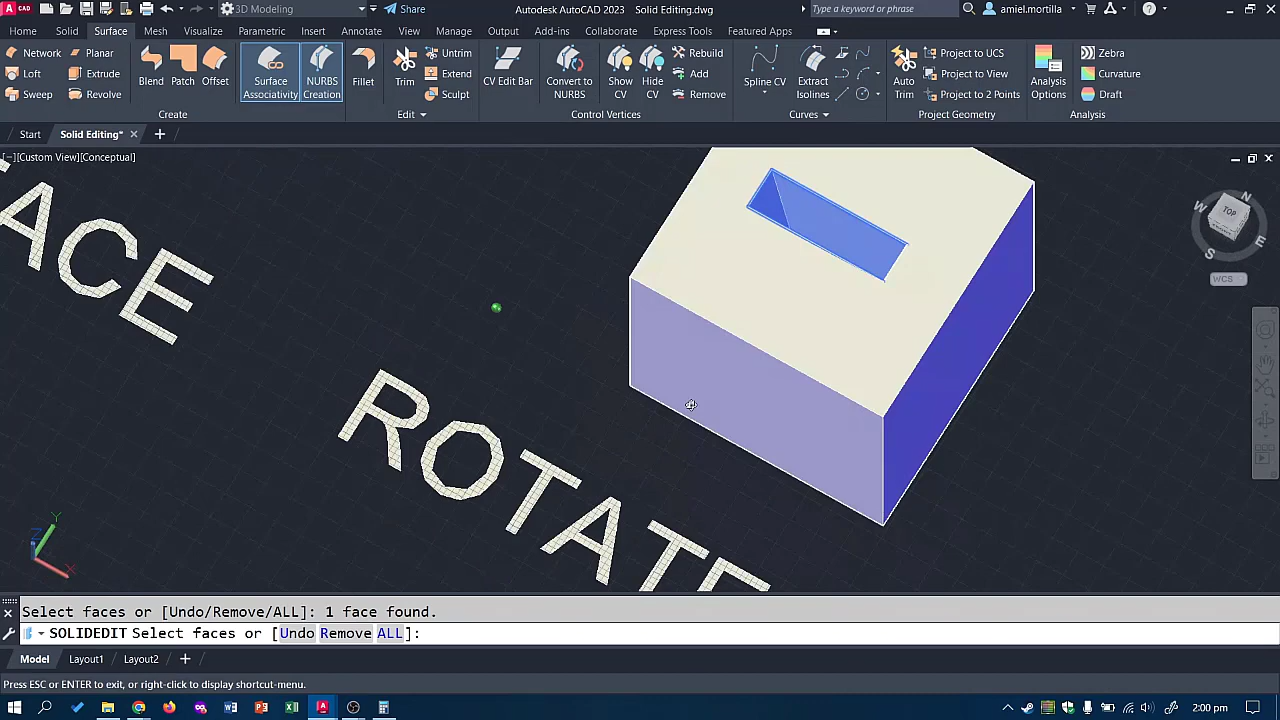 CAD
3D Modeling
Share
Autodesk AutoCAD 2023 Solid Editing.dwg
Type a keyword or phrase
amiel.mortilla
Home Solid Surface Mesh Visualize Parametric Insert Annotate View Manage Output Add-ins Collaborate Express Tools Featured Apps
Network Planar
Loft Extrude
Sweep Revolve
Blend Patch Offset
Surface Associativity
NURBS Creation
Fillet
Trim
Untrim
Extend
Sculpt
CV Edit Bar
Convert to NURBS
Show CV
Hide CV
Rebuild
Add
Remove
Spline CV
Extract Isolines
Auto Trim
Project to UCS
Project to View
Project to 2 Points
Analysis Options
Zebra
Curvature
Draft
Create Edit Control Vertices Curves Project Geometry Analysis
Start Solid Editing* +
[−][Custom View][Conceptual]
ACE
ROTATE
TOP
N
W
E
S
WCS
Y
Z
X
Select faces or [Undo/Remove/ALL]: 1 face found.
SOLIDEDIT Select faces or [Undo Remove ALL]:
Model Layout1 Layout2 +
Press ESC or ENTER to exit, or right-click to display shortcut-menu.
2:00 pm